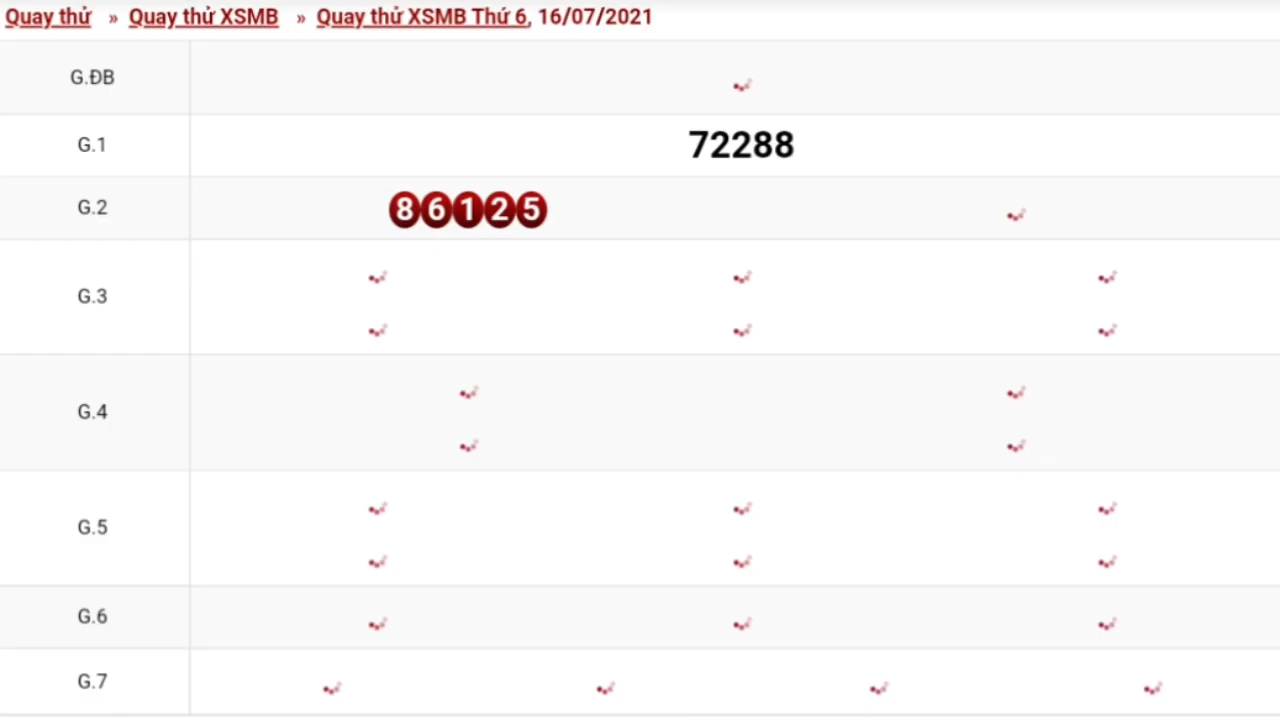 Quay thử » Quay thử XSMB » Quay thử XSMB Thứ 6, 16/07/2021
G.ĐB
G.1 72288
G.2 86125
G.3
G.4
G.5
G.6
G.7